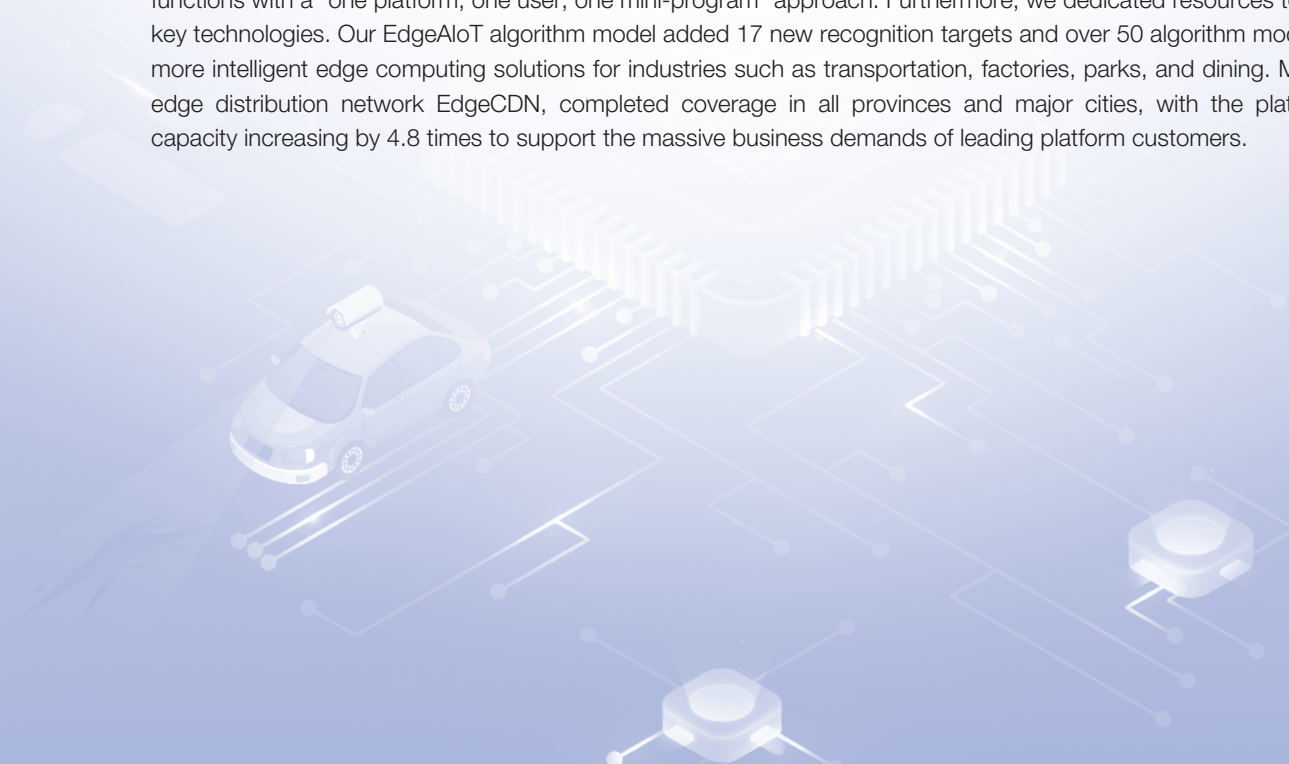 functions with a "one platform, one user, one mini-program" approach. Furthermore, we dedicated resources
key technologies. Our EdgeAIoT algorithm model added 17 new recognition targets and over 50 algorithm
more intelligent edge computing solutions for industries such as transportation, factories, parks, and dining.
edge distribution network EdgeCDN, completed coverage in all provinces and major cities, with the
capacity increasing by 4.8 times to support the massive business demands of leading platform customers.